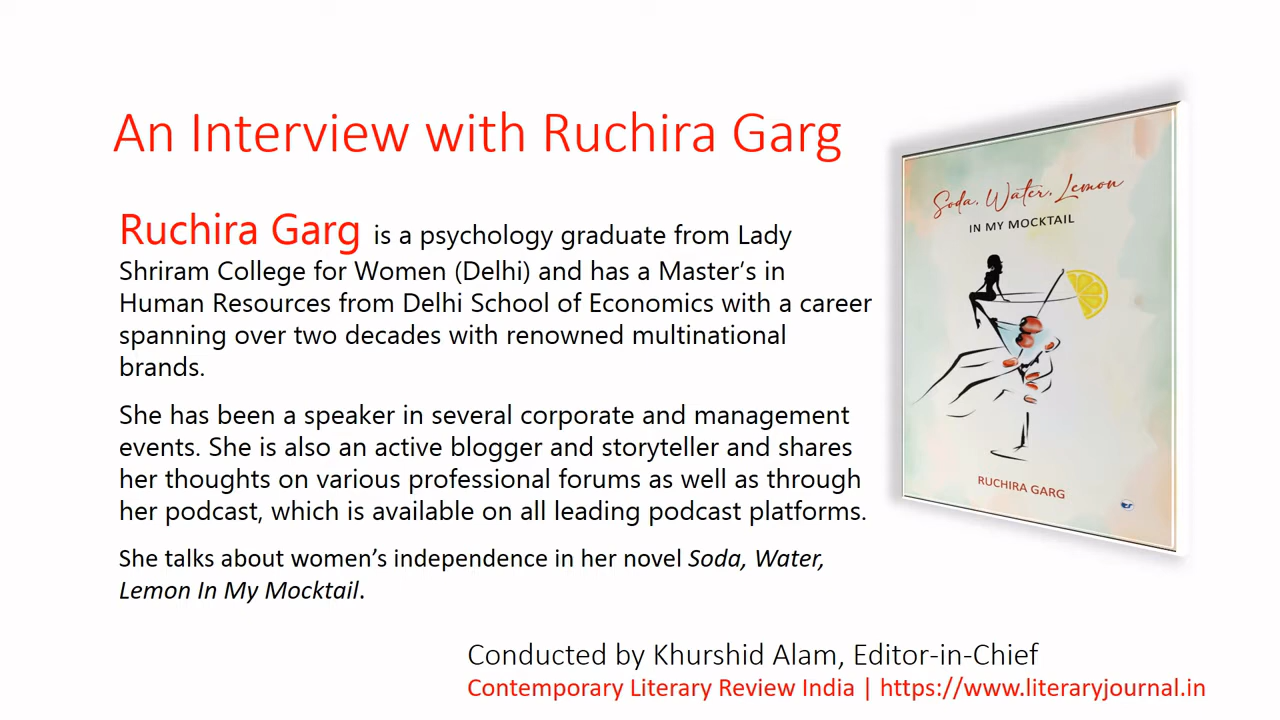 An Interview with Ruchira Garg
Ruchira Garg is a psychology graduate from Lady
Shriram College for Women (Delhi) and has a Master’s in
Human Resources from Delhi School of Economics with a career
spanning over two decades with renowned multinational
brands.
She has been a speaker in several corporate and management
events. She is also an active blogger and storyteller and shares
her thoughts on various professional forums as well as through
her podcast, which is available on all leading podcast platforms.
She talks about women’s independence in her novel Soda, Water,
Lemon In My Mocktail.
Soda, Water, Lemon
IN MY MOCKTAIL
RUCHIRA GARG
Conducted by Khurshid Alam, Editor-in-Chief
Contemporary Literary Review India | https://www.literaryjournal.in